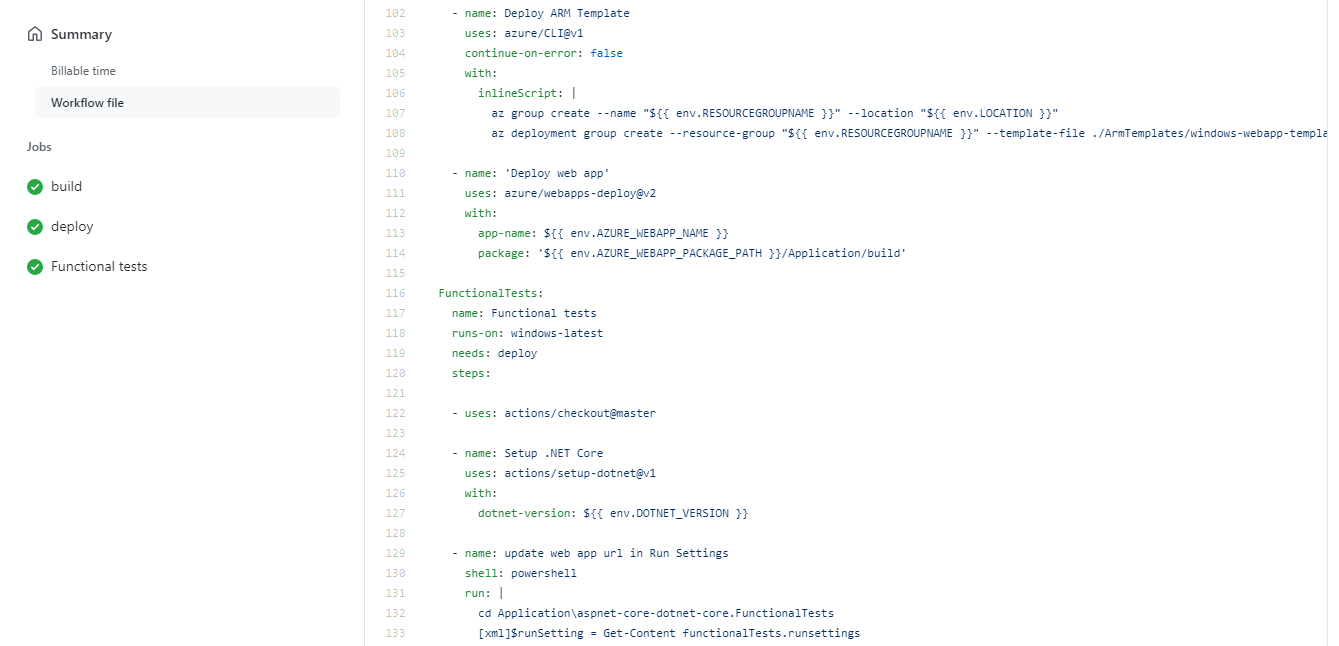 Summary
Billable time
Workflow file
Jobs
build
deploy
Functional tests
102 - name: Deploy ARM Template
103 uses: azure/CLI@v1
104 continue-on-error: false
105 with:
106 inlineScript: |
107 az group create --name "${{ env.RESOURCEGROUPNAME }}" --location "${{ env.LOCATION }}"
108 az deployment group create --resource-group "${{ env.RESOURCEGROUPNAME }}" --template-file ./ArmTemplates/windows-webapp-templa
109
110 - name: 'Deploy web app'
111 uses: azure/webapps-deploy@v2
112 with:
113 app-name: ${{ env.AZURE_WEBAPP_NAME }}
114 package: '${{ env.AZURE_WEBAPP_PACKAGE_PATH }}/Application/build'
115
116 FunctionalTests:
117 name: Functional tests
118 runs-on: windows-latest
119 needs: deploy
120 steps:
121
122 - uses: actions/checkout@master
123
124 - name: Setup .NET Core
125 uses: actions/setup-dotnet@v1
126 with:
127 dotnet-version: ${{ env.DOTNET_VERSION }}
128
129 - name: update web app url in Run Settings
130 shell: powershell
131 run: |
132 cd Application\aspnet-core-dotnet-core.FunctionalTests
133 [xml]$runSetting = Get-Content functionalTests.runsettings